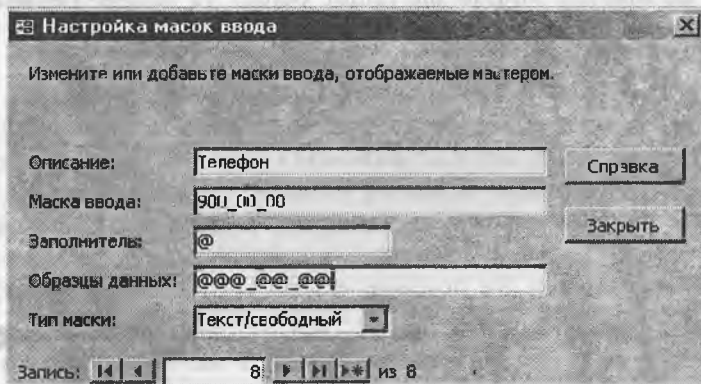 Настройка масок ввода
Измените или добавьте маски ввода, отображаемые мастером.
Описание: Телефон Справка
Маска ввода: 900_00_00
Заполнитель: @ Закрыть
Образцы данных: @@@_@@_@@
Тип маски: Текст/свободный
Запись: 8 из 8